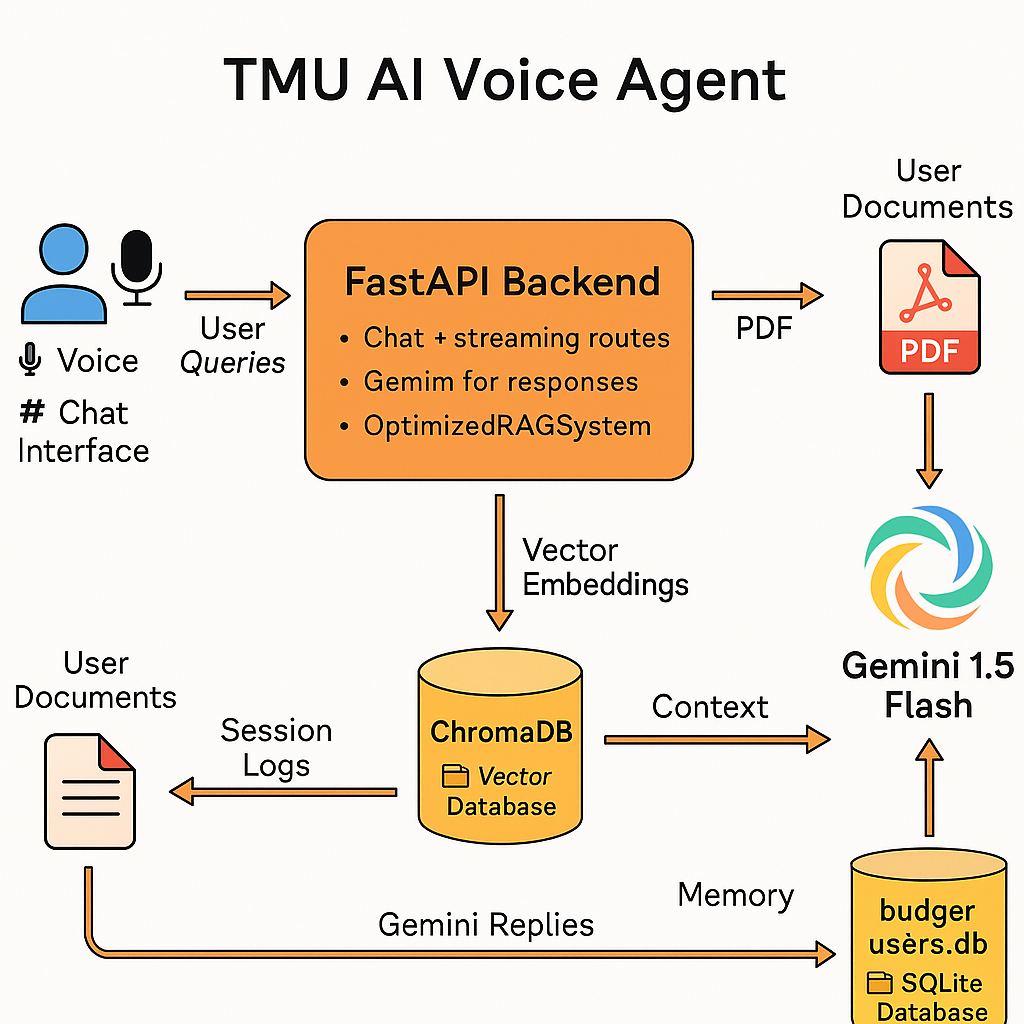 TMU AI Voice Agent
Voice
# Chat
Interface
User
Queries
FastAPI Backend
• Chat + streaming routes
• Gemim for responses
• OptimizedRAGSystem
PDF
User
Documents
PDF
Vector
Embeddings
Gemini 1.5
Flash
User
Documents
Session
Logs
ChromaDB
Vector
Database
Context
Memory
Gemini Replies
budger
usèrs.db
SQLite
Database